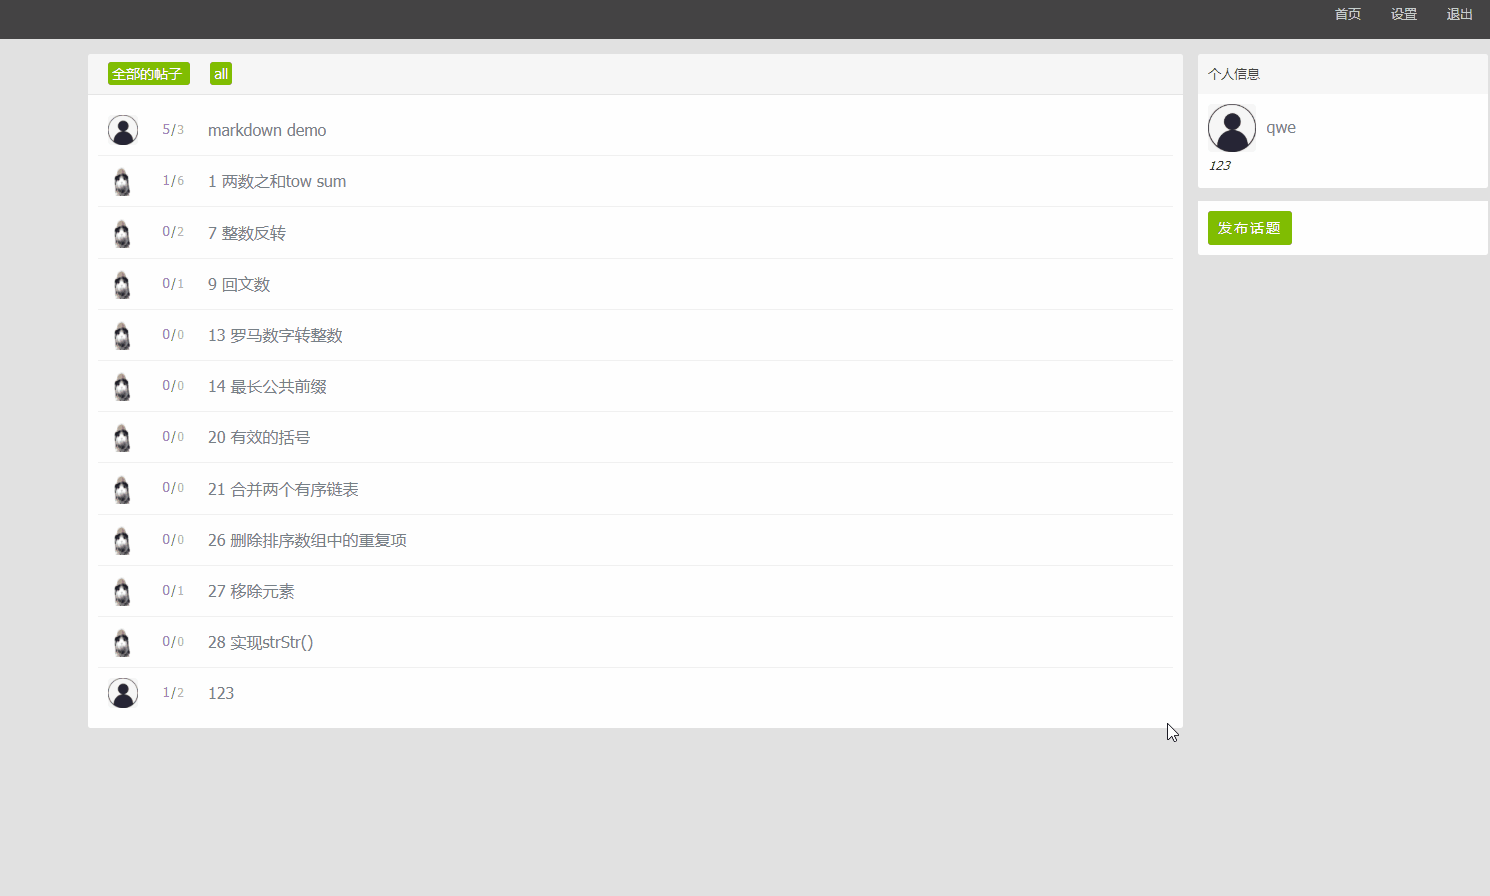 首页 设置 退出
全部的帖子 all
5/3 markdown demo
1/6 1 两数之和tow sum
0/2 7 整数反转
0/1 9 回文数
0/0 13 罗马数字转整数
0/0 14 最长公共前缀
0/0 20 有效的括号
0/0 21 合并两个有序链表
0/0 26 删除排序数组中的重复项
0/1 27 移除元素
0/0 28 实现strStr()
1/2 123
个人信息
qwe
123
发布话题